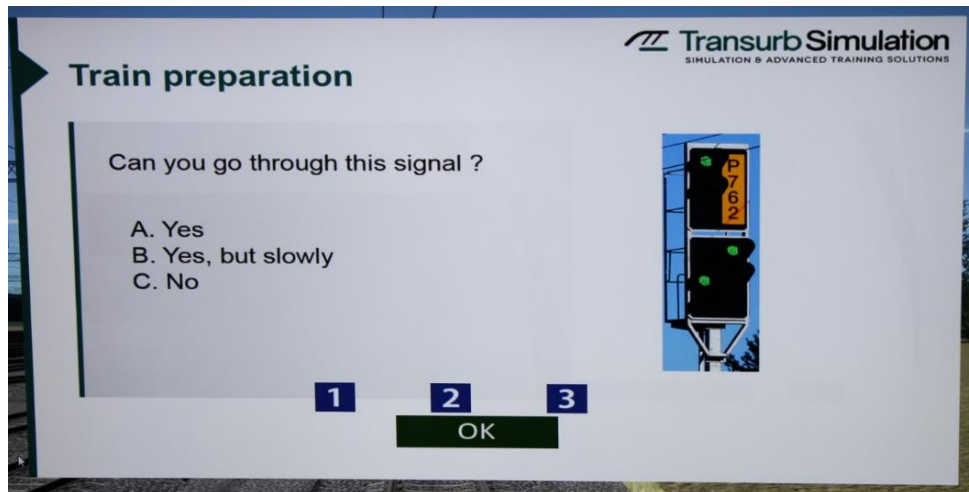 Transurb Simulation
SIMULATION & ADVANCED TRAINING SOLUTIONS
Train preparation
Can you go through this signal ?
A. Yes
B. Yes, but slowly
C. No
P
7
6
2
1 2 3
OK